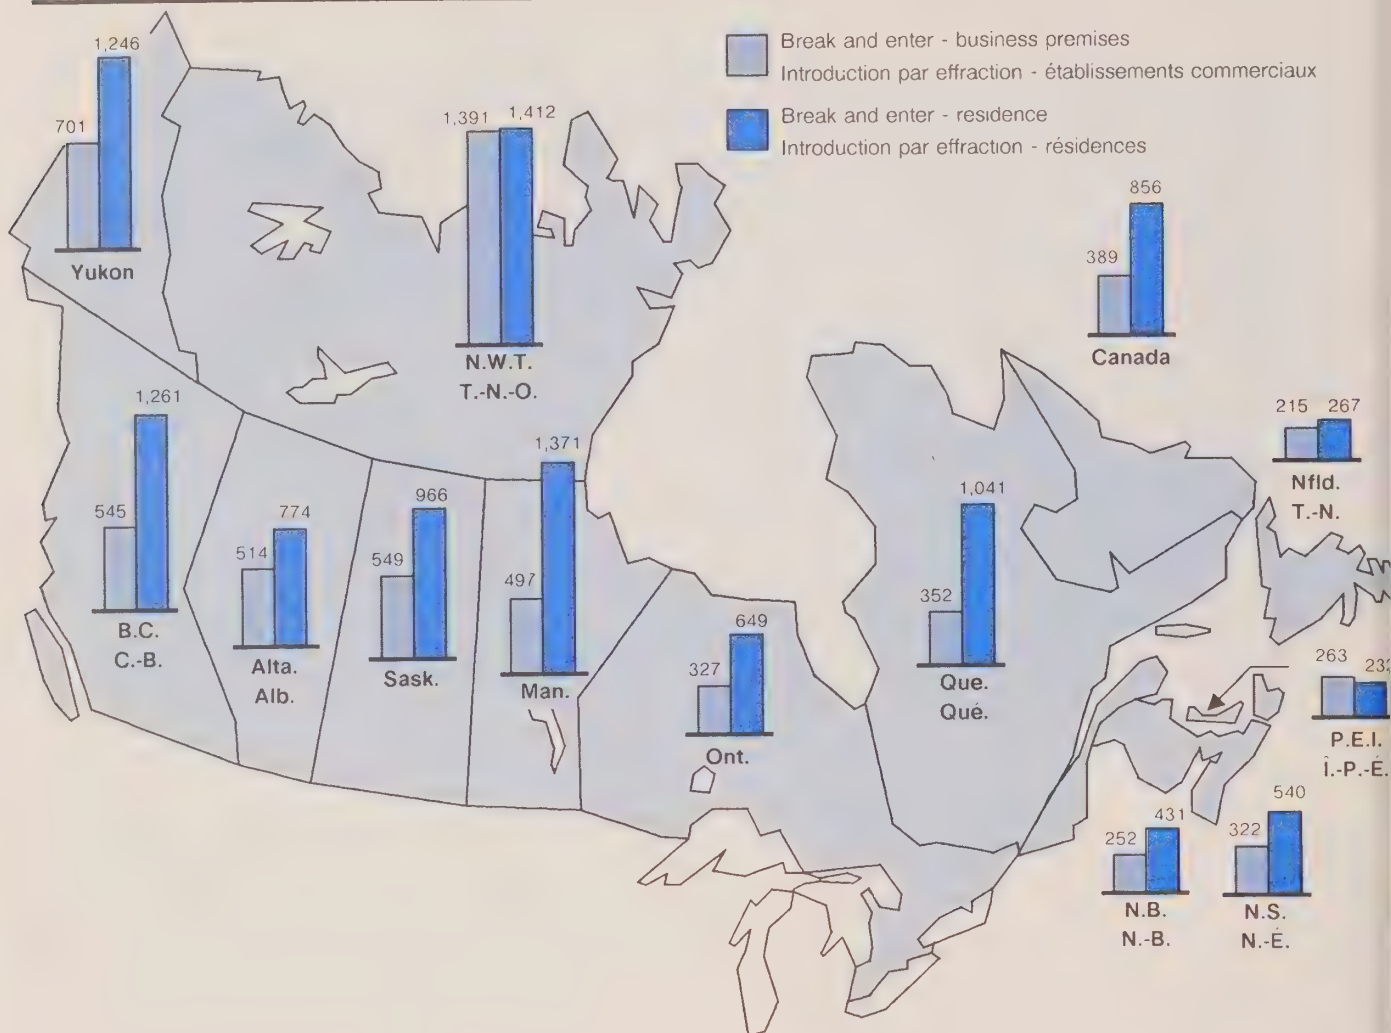 Break and enter - business premises
Introduction par effraction - établissements commerciaux
Break and enter - residence
Introduction par effraction - résidences
701 1,246
Yukon
1,391 1,412
N.W.T.
T.-N.-O.
389 856
Canada
215 267
Nfld.
T.-N.
545 1,261
B.C.
C.-B.
514 774
Alta.
Alb.
549 966
Sask.
497 1,371
Man.
327 649
Ont.
352 1,041
Que.
Qué.
263
P.E.I.
Î.-P.-É.
252 431
N.B.
N.-B.
322 540
N.S.
N.-É.